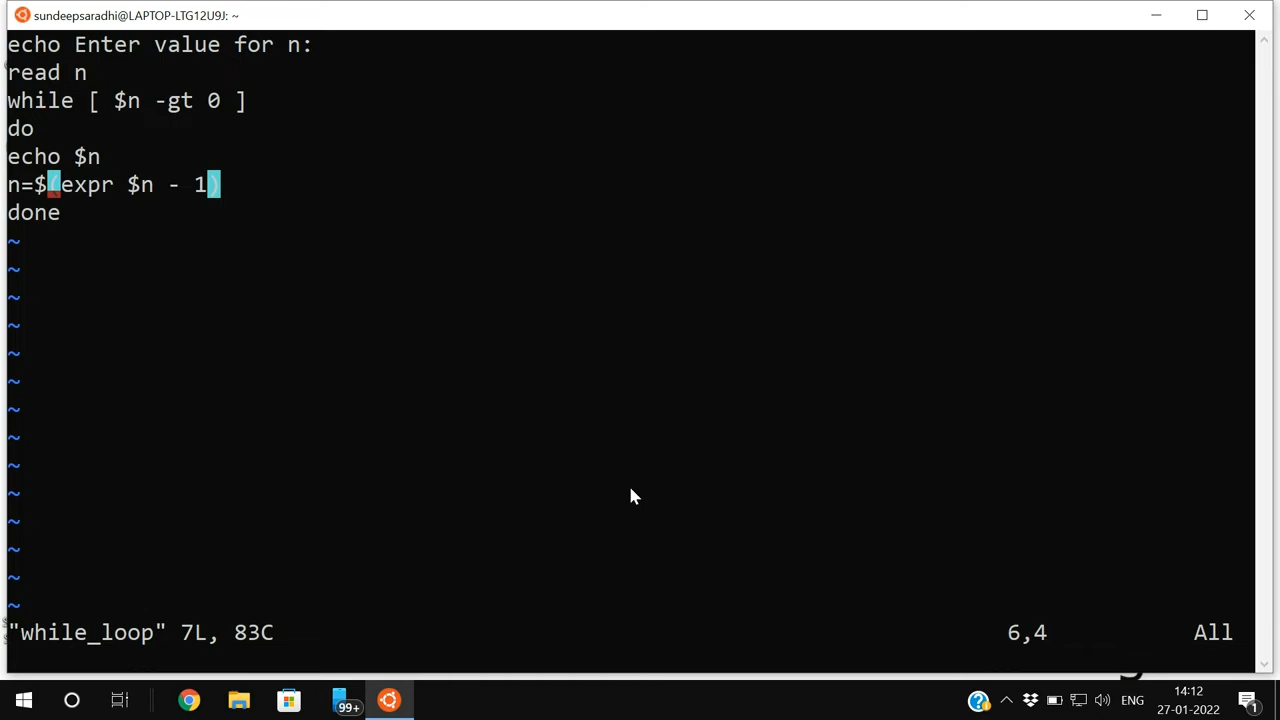 sundeepsaradhi@LAPTOP-LTG12U9J: ~
echo Enter value for n:
read n
while [ $n -gt 0 ]
do
echo $n
n=$(expr $n - 1)
done
~
~
~
~
~
~
~
~
~
~
~
~
~
~
"while_loop" 7L, 83C 6,4 All
99+ ENG 14:12
27-01-2022 1